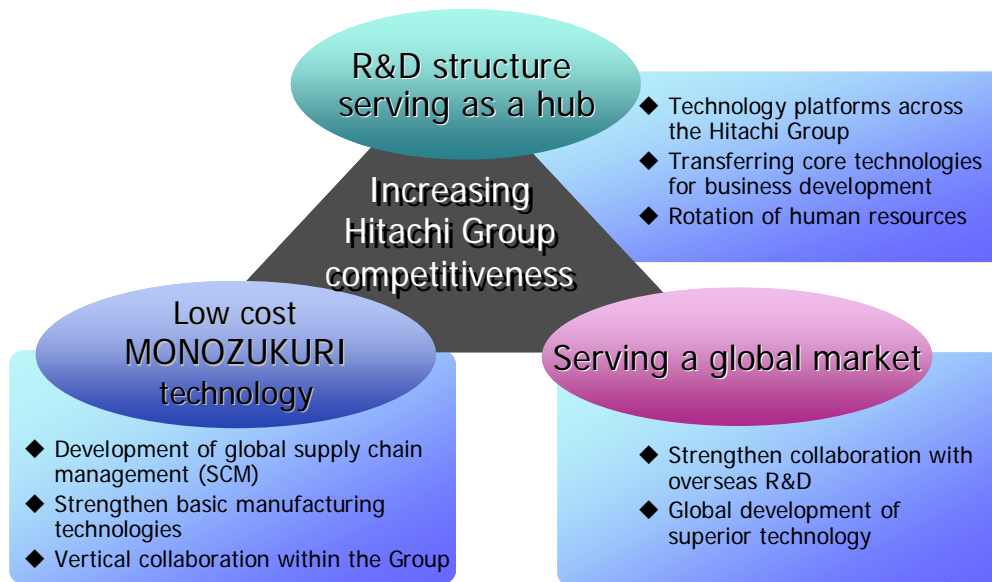 R&D structure
serving as a hub
◆ Technology platforms across
the Hitachi Group
◆ Transferring core technologies
for business development
◆ Rotation of human resources
Increasing
Hitachi Group
competitiveness
Low cost
MONOZUKURI
technology
◆ Development of global supply chain
management (SCM)
◆ Strengthen basic manufacturing
technologies
◆ Vertical collaboration within the Group
Serving a global market
◆ Strengthen collaboration with
overseas R&D
◆ Global development of
superior technology